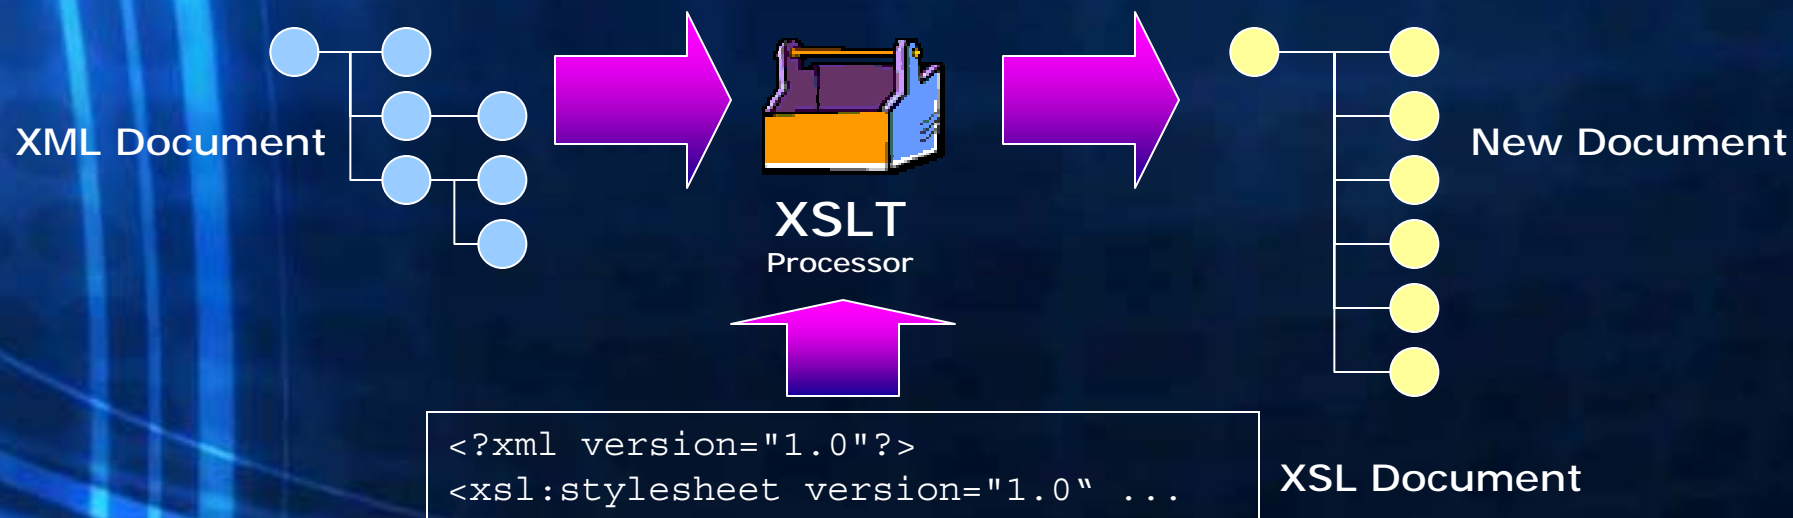 XML Document
XSLT
Processor
New Document
<?xml version="1.0"?>
<xsl:stylesheet version="1.0“ ...
XSL Document